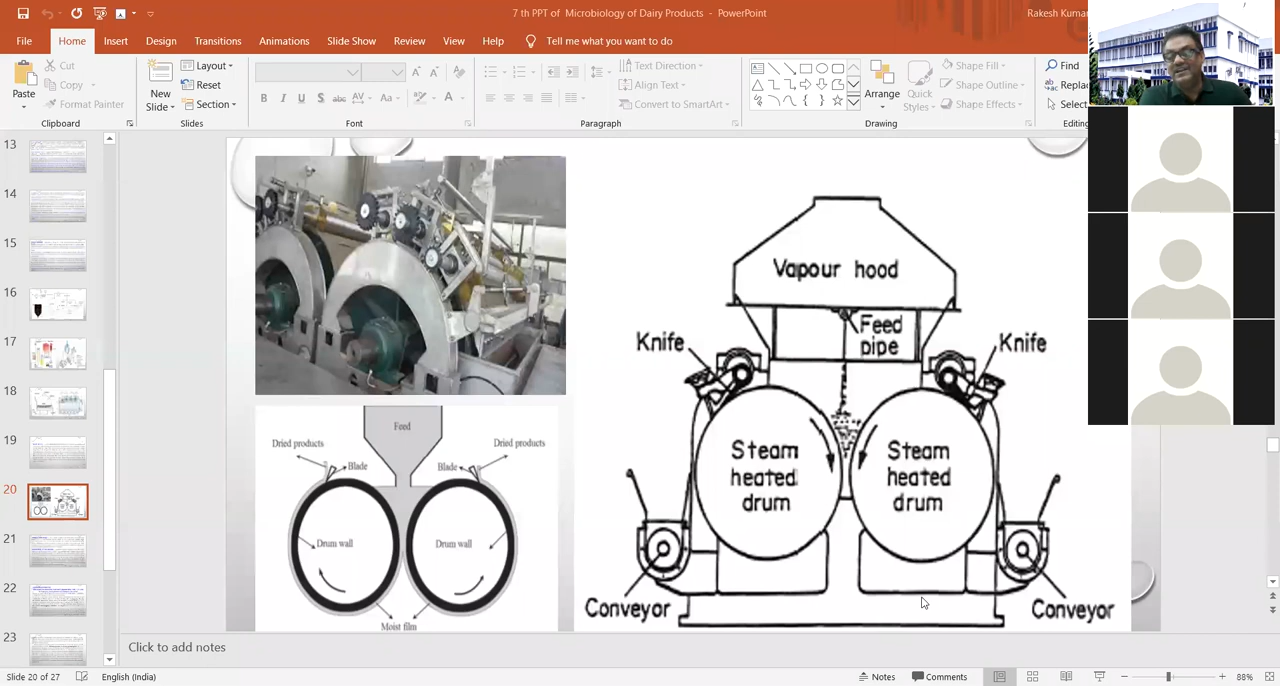 7 th PPT of Microbiology of Dairy Products - PowerPoint
Rakesh Kumar
File Home Insert Design Transitions Animations Slide Show Review View Help Tell me what you want to do
Paste
Cut
Copy
Format Painter
Clipboard
New Slide
Layout
Reset
Section
Slides
Font
Text Direction
Align Text
Convert to SmartArt
Paragraph
Arrange
Quick Styles
Shape Fill
Shape Outline
Shape Effects
Drawing
Find
Editing
13
14
15
16
17
18
19
20
21
22
23
Feed
Dried products
Dried products
Blade
Blade
Drum wall
Drum wall
Moist film
Vapour hood
Feed
pipe
Knife
Knife
Steam
heated
drum
Steam
heated
drum
Conveyor
Conveyor
Click to add notes
Slide 20 of 27
English (India)
Notes
Comments
88%